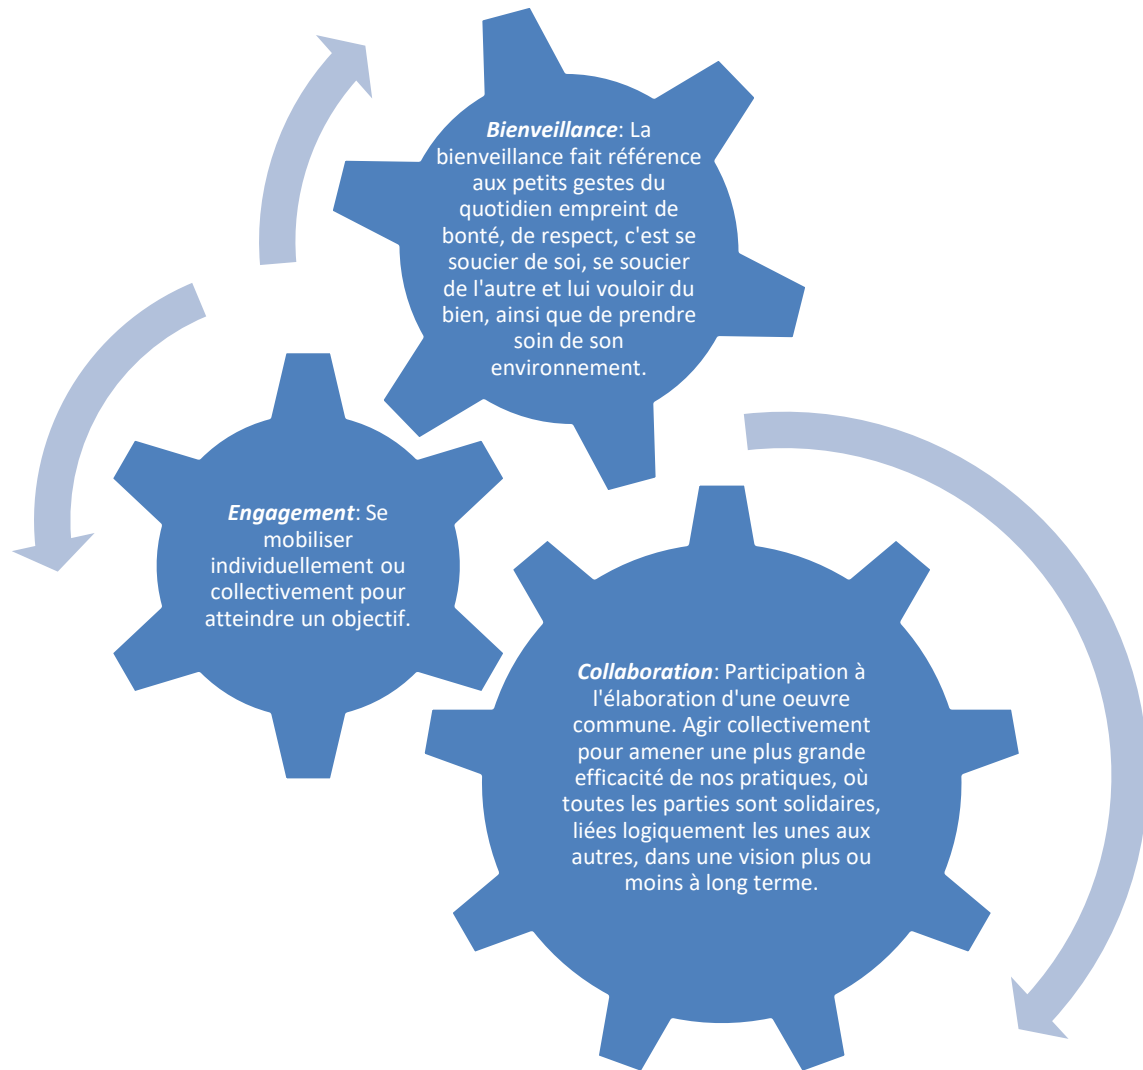 Bienveillance: La
bienveillance fait référence
aux petits gestes du
quotidien empreint de
bonté, de respect, c'est se
soucier de soi, se soucier
de l'autre et lui vouloir du
bien, ainsi que de prendre
soin de son
environnement.
Engagement: Se
mobiliser
individuellement ou
collectivement pour
atteindre un objectif.
Collaboration: Participation à
l'élaboration d'une oeuvre
commune. Agir collectivement
pour amener une plus grande
efficacité de nos pratiques, où
toutes les parties sont solidaires,
liées logiquement les unes aux
autres, dans une vision plus ou
moins à long terme.